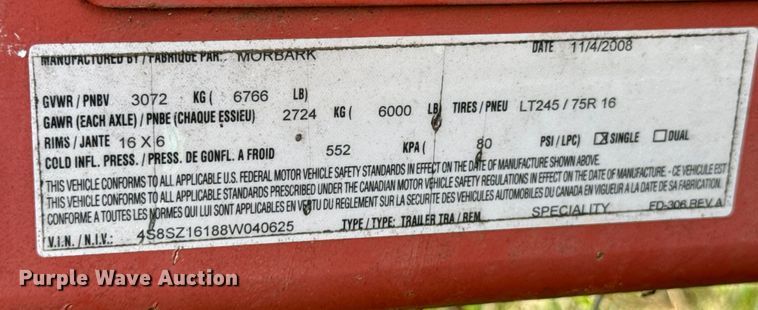 MANUFACTURED BY / FABRIQUE PAR: MORBARK DATE 11/4/2008
GVWR / PNBV 3072 KG ( 6766 LB)
GAWR (EACH AXLE) / PNBE (CHAQUE ESSIEU) 2724 KG ( 6000 LB) TIRES / PNEU LT245 / 75R 16
RIMS / JANTE 16 X 6
COLD INFL. PRESS. / PRESS. DE GONFL. A FROID 552 KPA ( 80 PSI / LPC) ☒ SINGLE ☐ DUAL
THIS VEHICLE CONFORMS TO ALL APPLICABLE U.S. FEDERAL MOTOR VEHICLE SAFETY STANDARDS IN EFFECT ON THE DATE OF MANUFACTURE SHOWN ABOVE.
THIS VEHICLE CONFORMS TO ALL APPLICABLE STANDARDS PRESCRIBED UNDER THE CANADIAN MOTOR VEHICLE SAFETY REGULATIONS IN EFFECT ON THE DATE OF MANUFACTURE. - CE VEHICULE EST
CONFORME A TOUTES LES NORMES QUI LUI SONT APPLICABLES EN VERTU DU REGLEMENT SUR LA SECURITE DES VEHICULES AUTOMOBILES DU CANADA EN VIGUEUR A LA DATE DE SA FABRICATION.
V.I.N. / N.I.V.: 4S8SZ16188W040625 TYPE / TYPE: TRAILER TRA / REM SPECIALITY FD-306 REV A
Purple Wave Auction